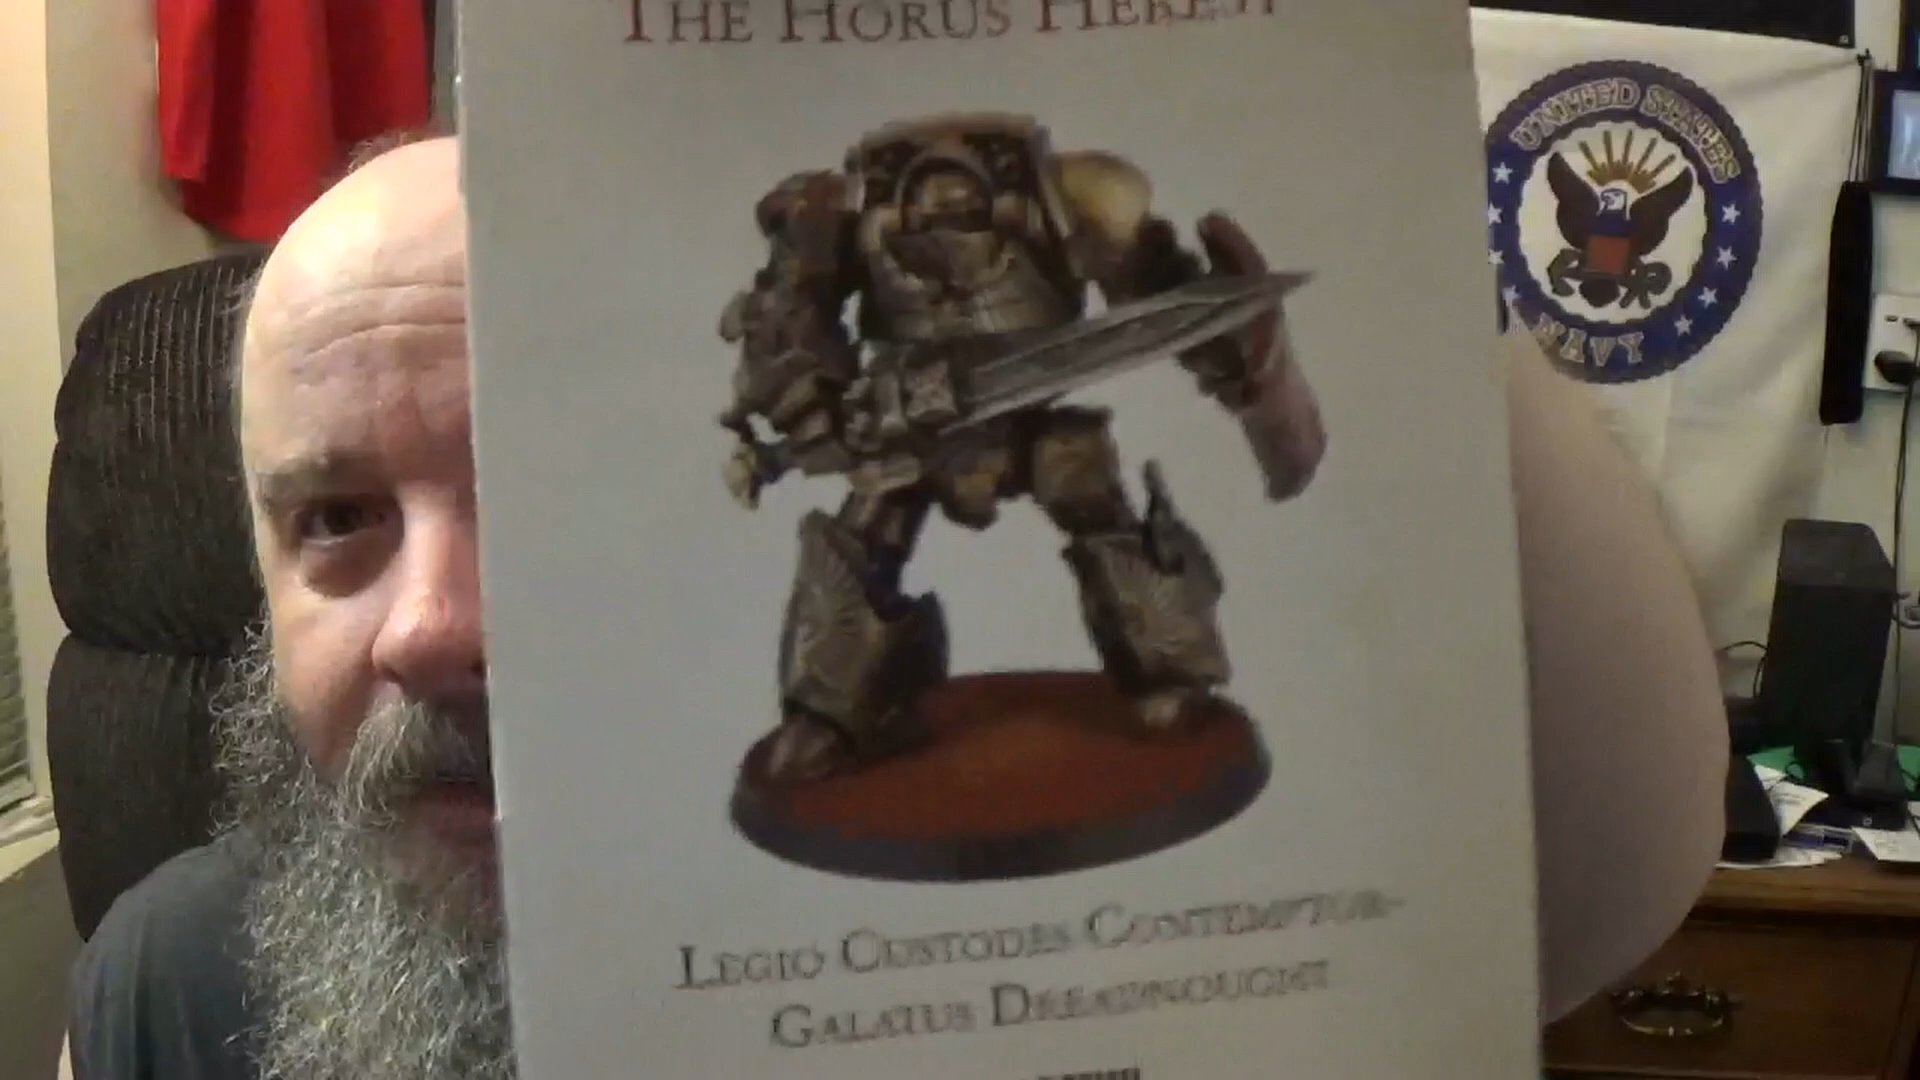 THE HORUS HERESY
UNITED STATES
NAVY
LEGIO CUSTODES CONTEMPTOR-
GALATUS DREADNOUGHT